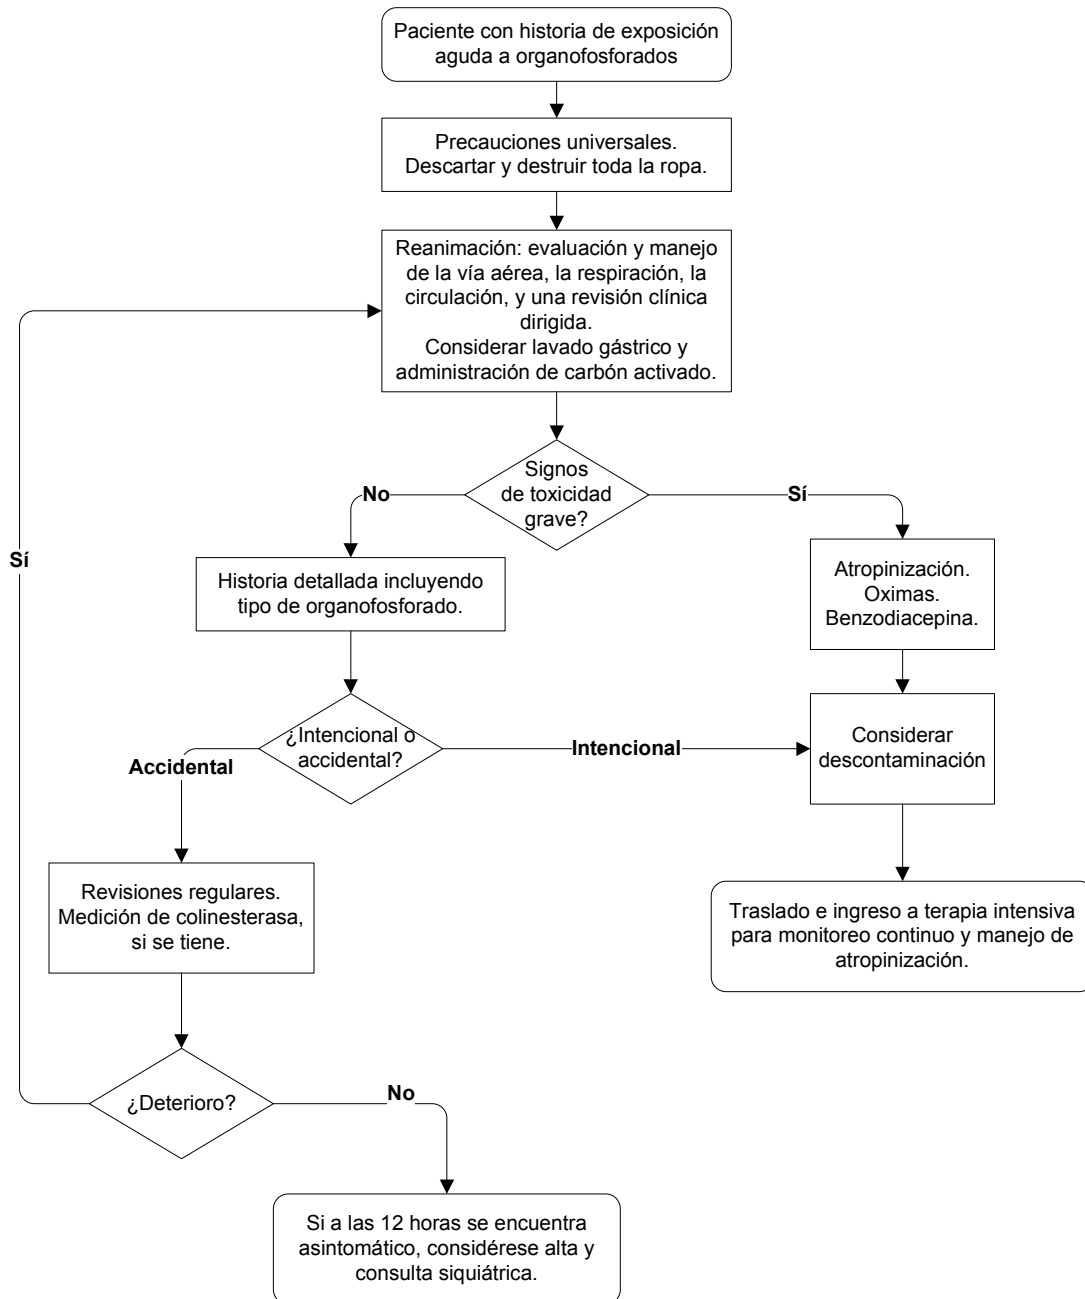 Paciente con historia de exposición
aguda a organofosforados
Precauciones universales.
Descartar y destruir toda la ropa.
Reanimación: evaluación y manejo
de la vía aérea, la respiración, la
circulación, y una revisión clínica
dirigida.
Considerar lavado gástrico y
administración de carbón activado.
Signos
de toxicidad
grave?
No
Sí
Historia detallada incluyendo
tipo de organofosforado.
Atropinización.
Oximas.
Benzodiacepina.
Sí
¿Intencional o
accidental?
Accidental
Intencional
Considerar
descontaminación
Revisiones regulares.
Medición de colinesterasa,
si se tiene.
Traslado e ingreso a terapia intensiva
para monitoreo continuo y manejo de
atropinización.
¿Deterioro?
No
Si a las 12 horas se encuentra
asintomático, considérese alta y
consulta siquiátrica.